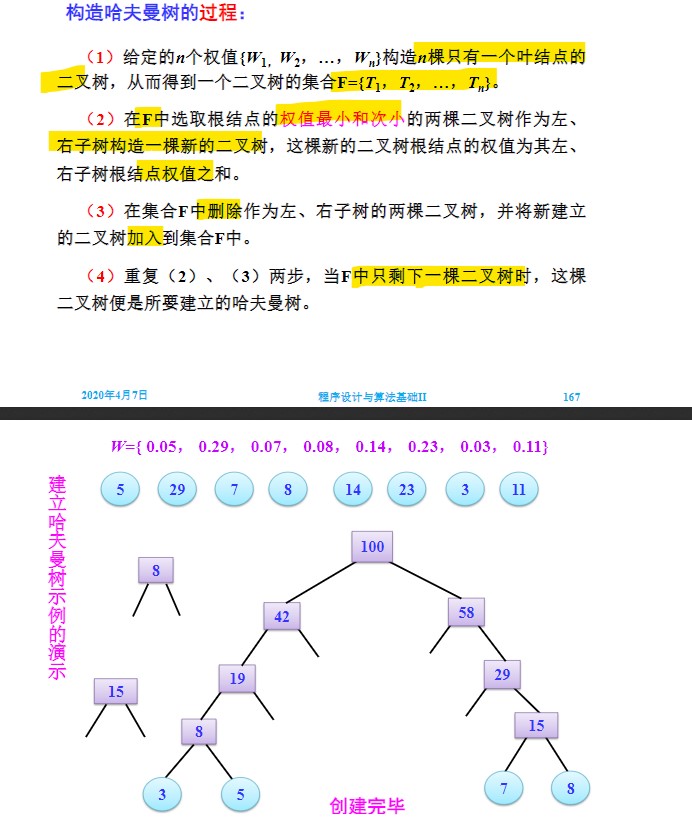 构造哈夫曼树的过程：
（1）给定的n个权值{W1, W2，…，Wn}构造n棵只有一个叶结点的
二叉树，从而得到一个二叉树的集合F={T1，T2，…，Tn}。
（2）在F中选取根结点的权值最小和次小的两棵二叉树作为左、
右子树构造一棵新的二叉树，这棵新的二叉树根结点的权值为其左、
右子树根结点权值之和。
（3）在集合F中删除作为左、右子树的两棵二叉树，并将新建立
的二叉树加入到集合F中。
（4）重复（2）、（3）两步，当F中只剩下一棵二叉树时，这棵
二叉树便是所要建立的哈夫曼树。
2020年4月7日 程序设计与算法基础II 167
W={ 0.05， 0.29， 0.07， 0.08， 0.14， 0.23， 0.03， 0.11}
建立哈夫曼树示例的演示
5 29 7 8 14 23 3 11
100
8
42 58
19 29
15
8 15
3 5 7 8
创建完毕